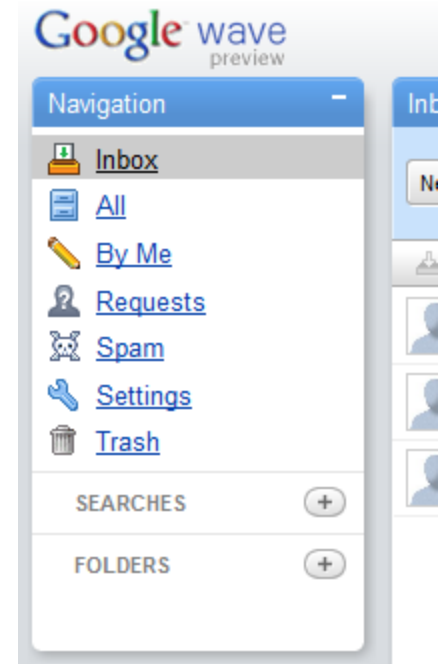 Google wave
preview
Navigation
Inbox
All
By Me
Requests
Spam
Settings
Trash
SEARCHES
FOLDERS